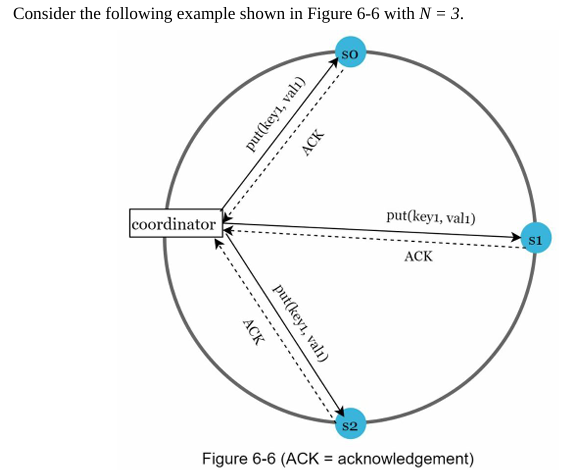 Consider the following example shown in Figure 6-6 with N = 3.
s0
put(key1, val1)
ACK
coordinator
put(key1, val1)
s1
ACK
put(key1, val1)
ACK
s2
Figure 6-6 (ACK = acknowledgement)